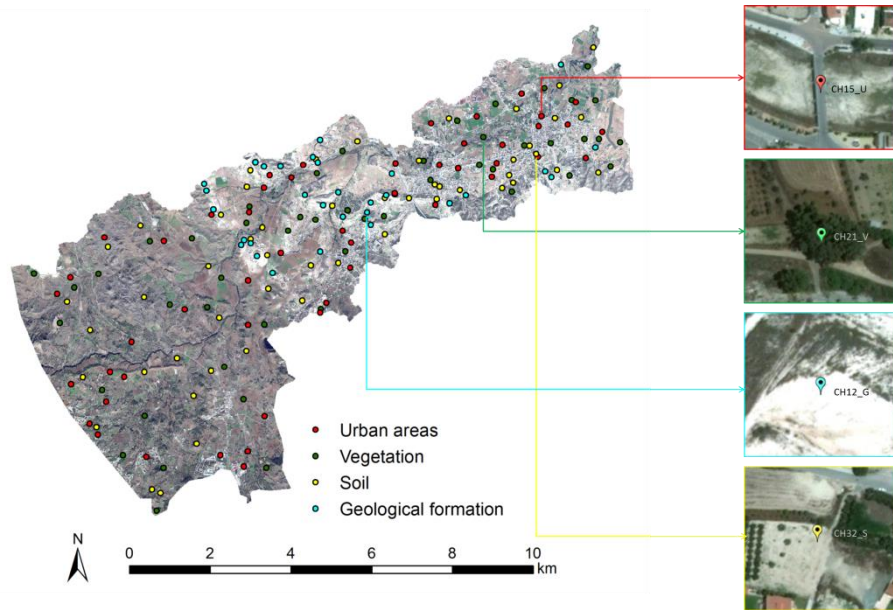 CH15_U
CH21_V
CH12_G
CH32_S
Urban areas
Vegetation
Soil
Geological formation
N
0 2 4 6 8 10
km